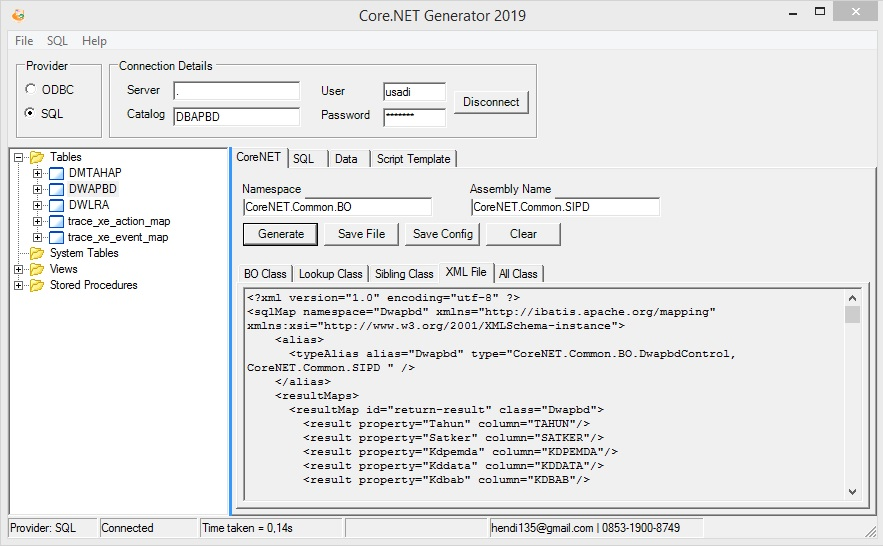 Core.NET Generator 2019
File SQL Help
Provider
ODBC
SQL
Connection Details
Server .
Catalog DBAPBD
User usadi
Password *******
Disconnect
Tables
DMTAHAP
DWAPBD
DWLRA
trace_xe_action_map
trace_xe_event_map
System Tables
Views
Stored Procedures
CoreNET SQL Data Script Template
Namespace
CoreNET.Common.BO
Assembly Name
CoreNET.Common.SIPD
Generate Save File Save Config Clear
BO Class Lookup Class Sibling Class XML File All Class
<?xml version="1.0" encoding="utf-8" ?>
<sqlMap namespace="Dwapbd" xmlns="http://ibatis.apache.org/mapping"
xmlns:xsi="http://www.w3.org/2001/XMLSchema-instance">
<alias>
<typeAlias alias="Dwapbd" type="CoreNET.Common.BO.DwapbdControl,
CoreNET.Common.SIPD " />
</alias>
<resultMaps>
<resultMap id="return-result" class="Dwapbd">
<result property="Tahun" column="TAHUN"/>
<result property="Satker" column="SATKER"/>
<result property="Kdpemda" column="KDPEMDA"/>
<result property="Kddata" column="KDDATA"/>
<result property="Kdbab" column="KDBAB"/>
Provider: SQL Connected Time taken = 0,14s hendi135@gmail.com | 0853-1900-8749